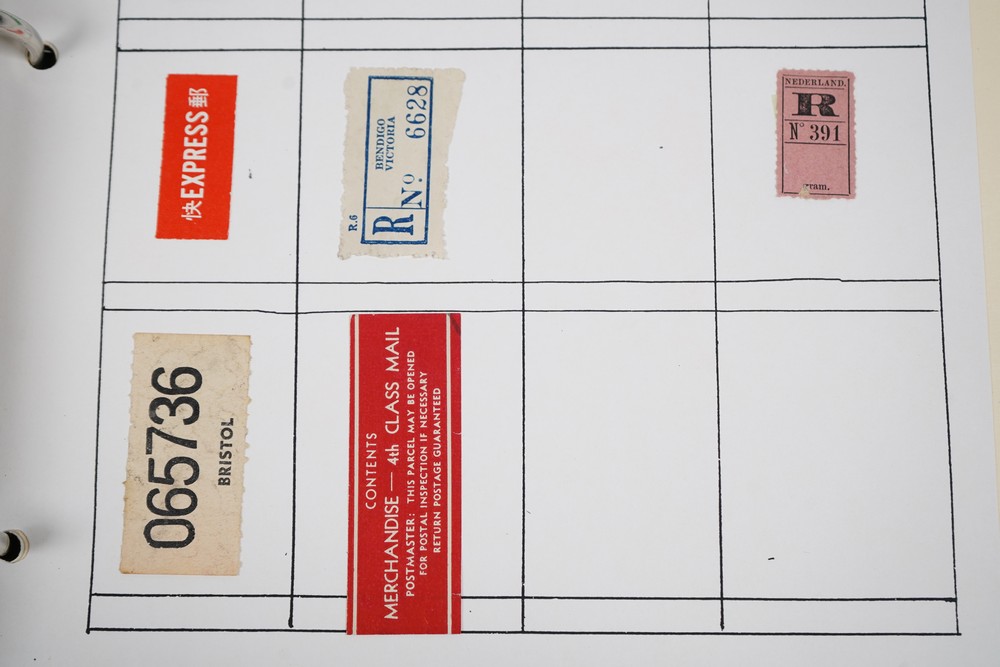 快 EXPRESS 郵
R.6
R
BENDIGO
VICTORIA
Nº. 6628
NEDERLAND.
R
Nº 391
065736
BRISTOL
CONTENTS
MERCHANDISE — 4th CLASS MAIL
POSTMASTER: THIS PARCEL MAY BE OPENED
FOR POSTAL INSPECTION IF NECESSARY
RETURN POSTAGE GUARANTEED